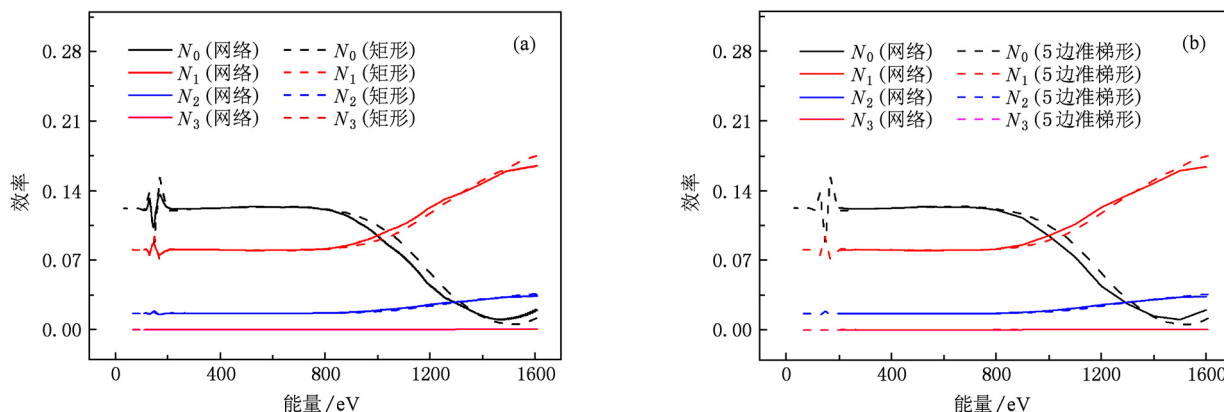 0.28
0.21
0.14
0.07
0.00
效率
N0 (网络)
N1 (网络)
N2 (网络)
N3 (网络)
N0 (矩形)
N1 (矩形)
N2 (矩形)
N3 (矩形)
(a)
0 400 800 1200 1600
能量/eV
0.28
0.21
0.14
0.07
0.00
效率
N0 (网络)
N1 (网络)
N2 (网络)
N3 (网络)
N0 (5边准梯形)
N1 (5边准梯形)
N2 (5边准梯形)
N3 (5边准梯形)
(b)
0 400 800 1200 1600
能量/eV